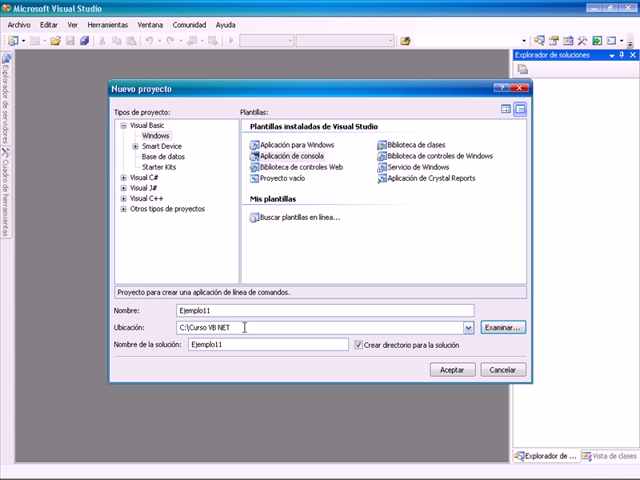 Microsoft Visual Studio
Archivo Editar Ver Herramientas Ventana Comunidad Ayuda
Explorador de servidores
Cuadro de herramientas
Explorador de soluciones
Nuevo proyecto
Tipos de proyecto:
Visual Basic
Windows
Smart Device
Base de datos
Starter Kits
Visual C#
Visual J#
Visual C++
Otros tipos de proyectos
Plantillas:
Plantillas instaladas de Visual Studio
Aplicación para Windows
Aplicación de consola
Biblioteca de controles Web
Proyecto vacío
Biblioteca de clases
Biblioteca de controles de Windows
Servicio de Windows
Aplicación de Crystal Reports
Mis plantillas
Buscar plantillas en línea...
Proyecto para crear una aplicación de línea de comandos.
Nombre: Ejemplo11
Ubicación: C:\Curso VB NET Examinar...
Nombre de la solución: Ejemplo11 Crear directorio para la solución
Aceptar Cancelar
Explorador de ... Vista de clases